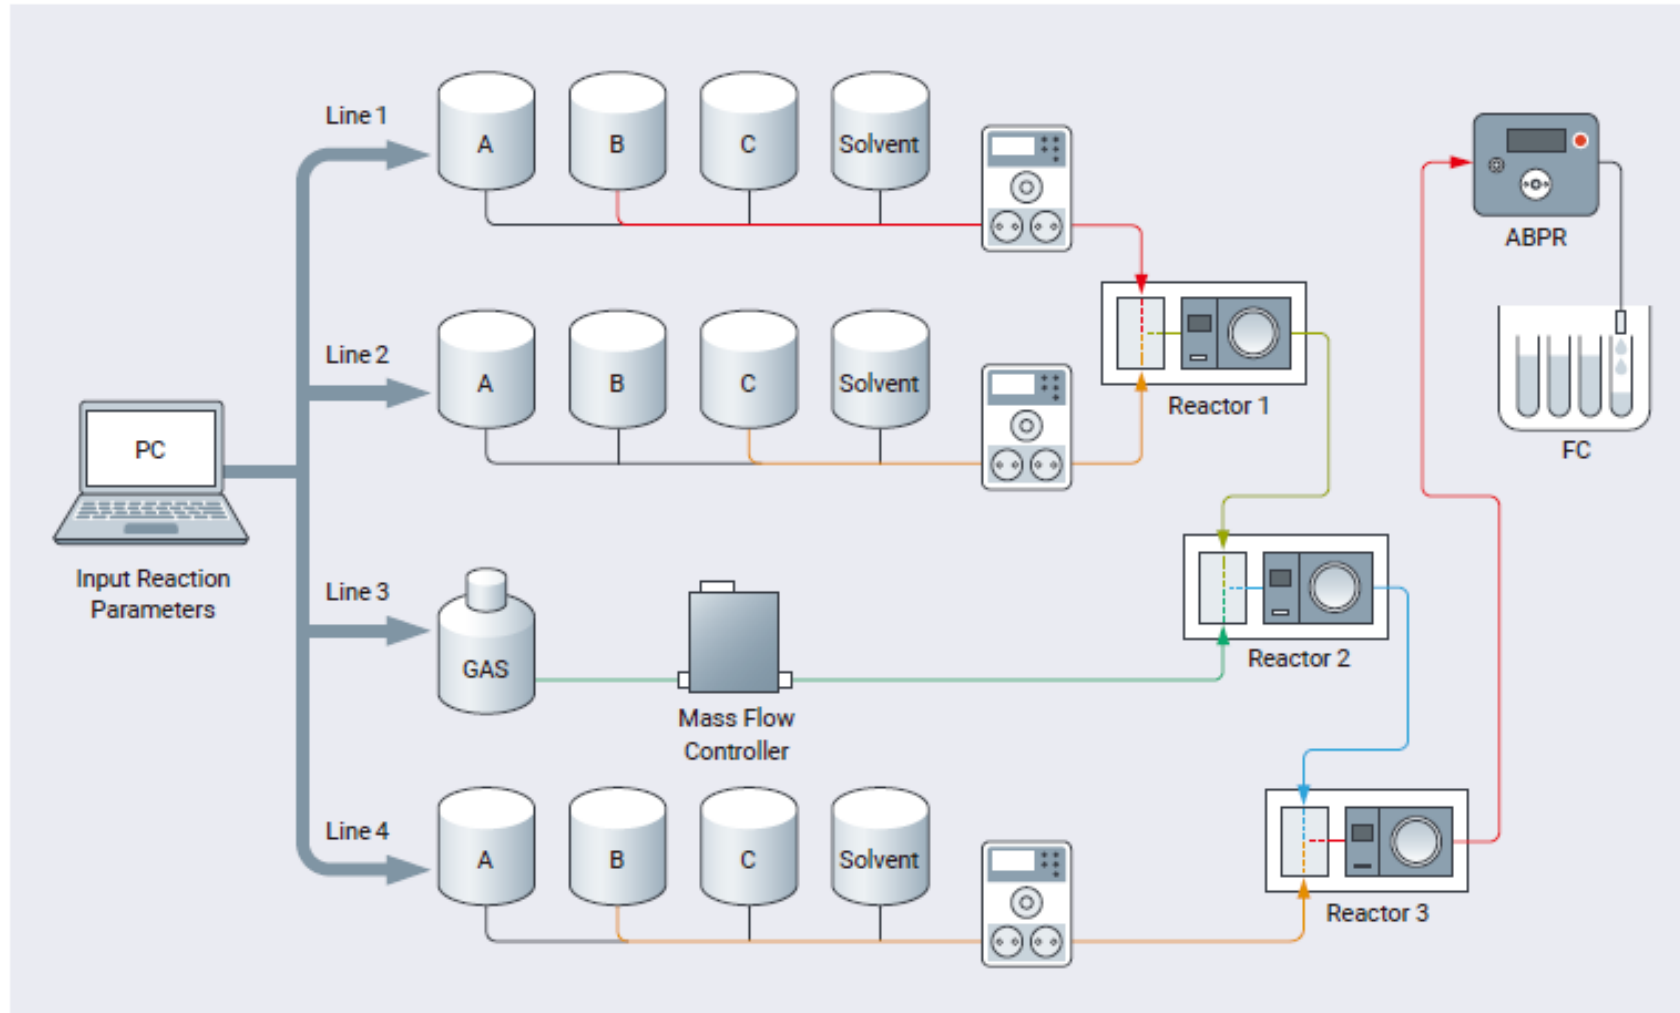 Line 1
A
B
C
Solvent
ABPR
Line 2
A
B
C
Solvent
Reactor 1
FC
PC
Input Reaction
Parameters
Line 3
GAS
Mass Flow
Controller
Reactor 2
Line 4
A
B
C
Solvent
Reactor 3